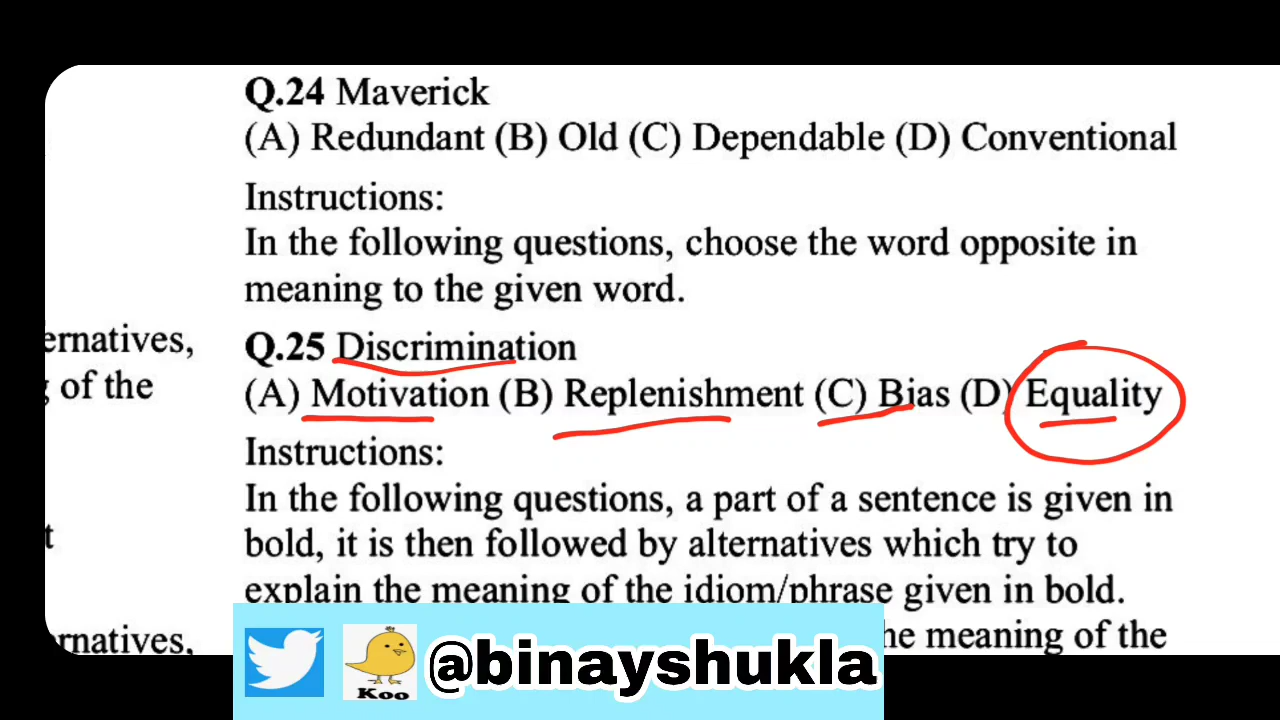 Q.24 Maverick
(A) Redundant (B) Old (C) Dependable (D) Conventional
Instructions:
In the following questions, choose the word opposite in
meaning to the given word.
ernatives,
of the
Q.25 Discrimination
(A) Motivation (B) Replenishment (C) Bias (D) Equality
Instructions:
In the following questions, a part of a sentence is given in
bold, it is then followed by alternatives which try to
explain the meaning of the idiom/phrase given in bold.
t
rnatives,
he meaning of the
Koo
@binayshukla